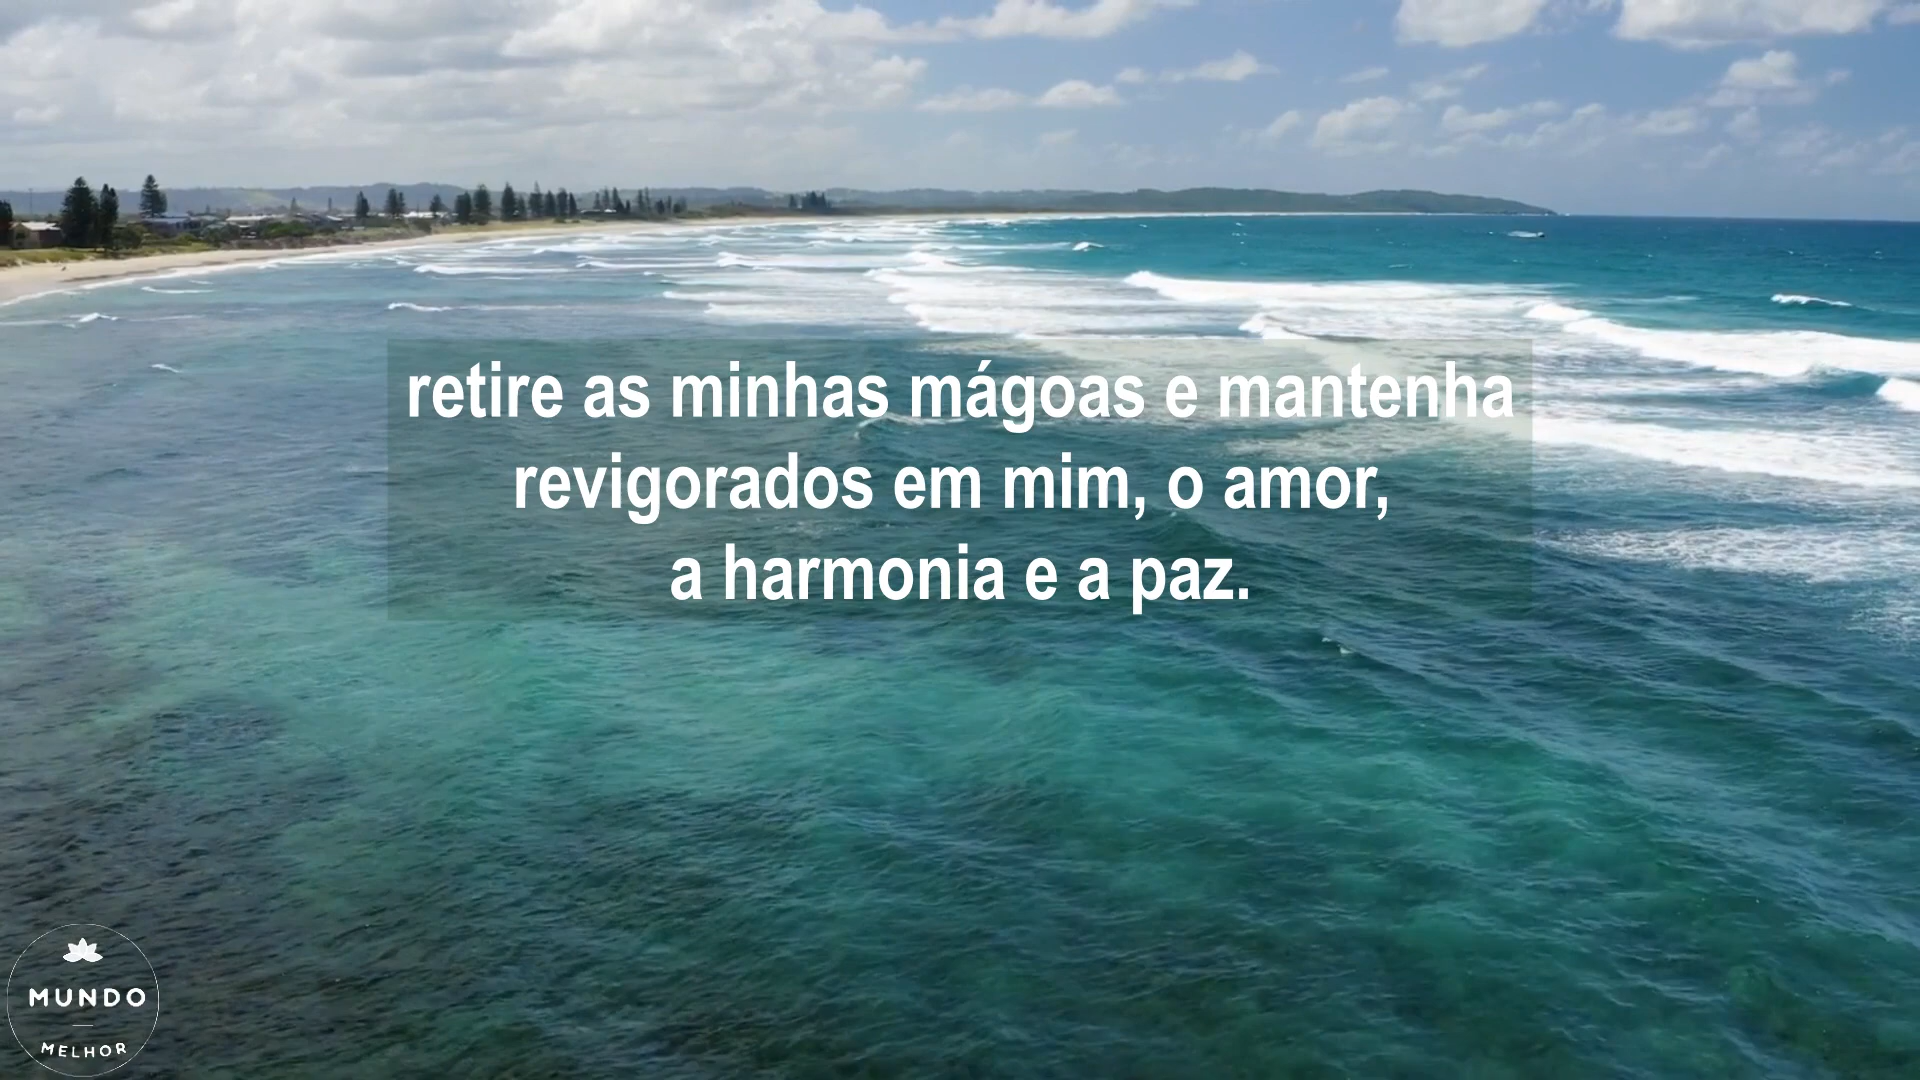 retire as minhas mágoas e mantenha
revigorados em mim, o amor,
a harmonia e a paz.
MUNDO
MELHOR